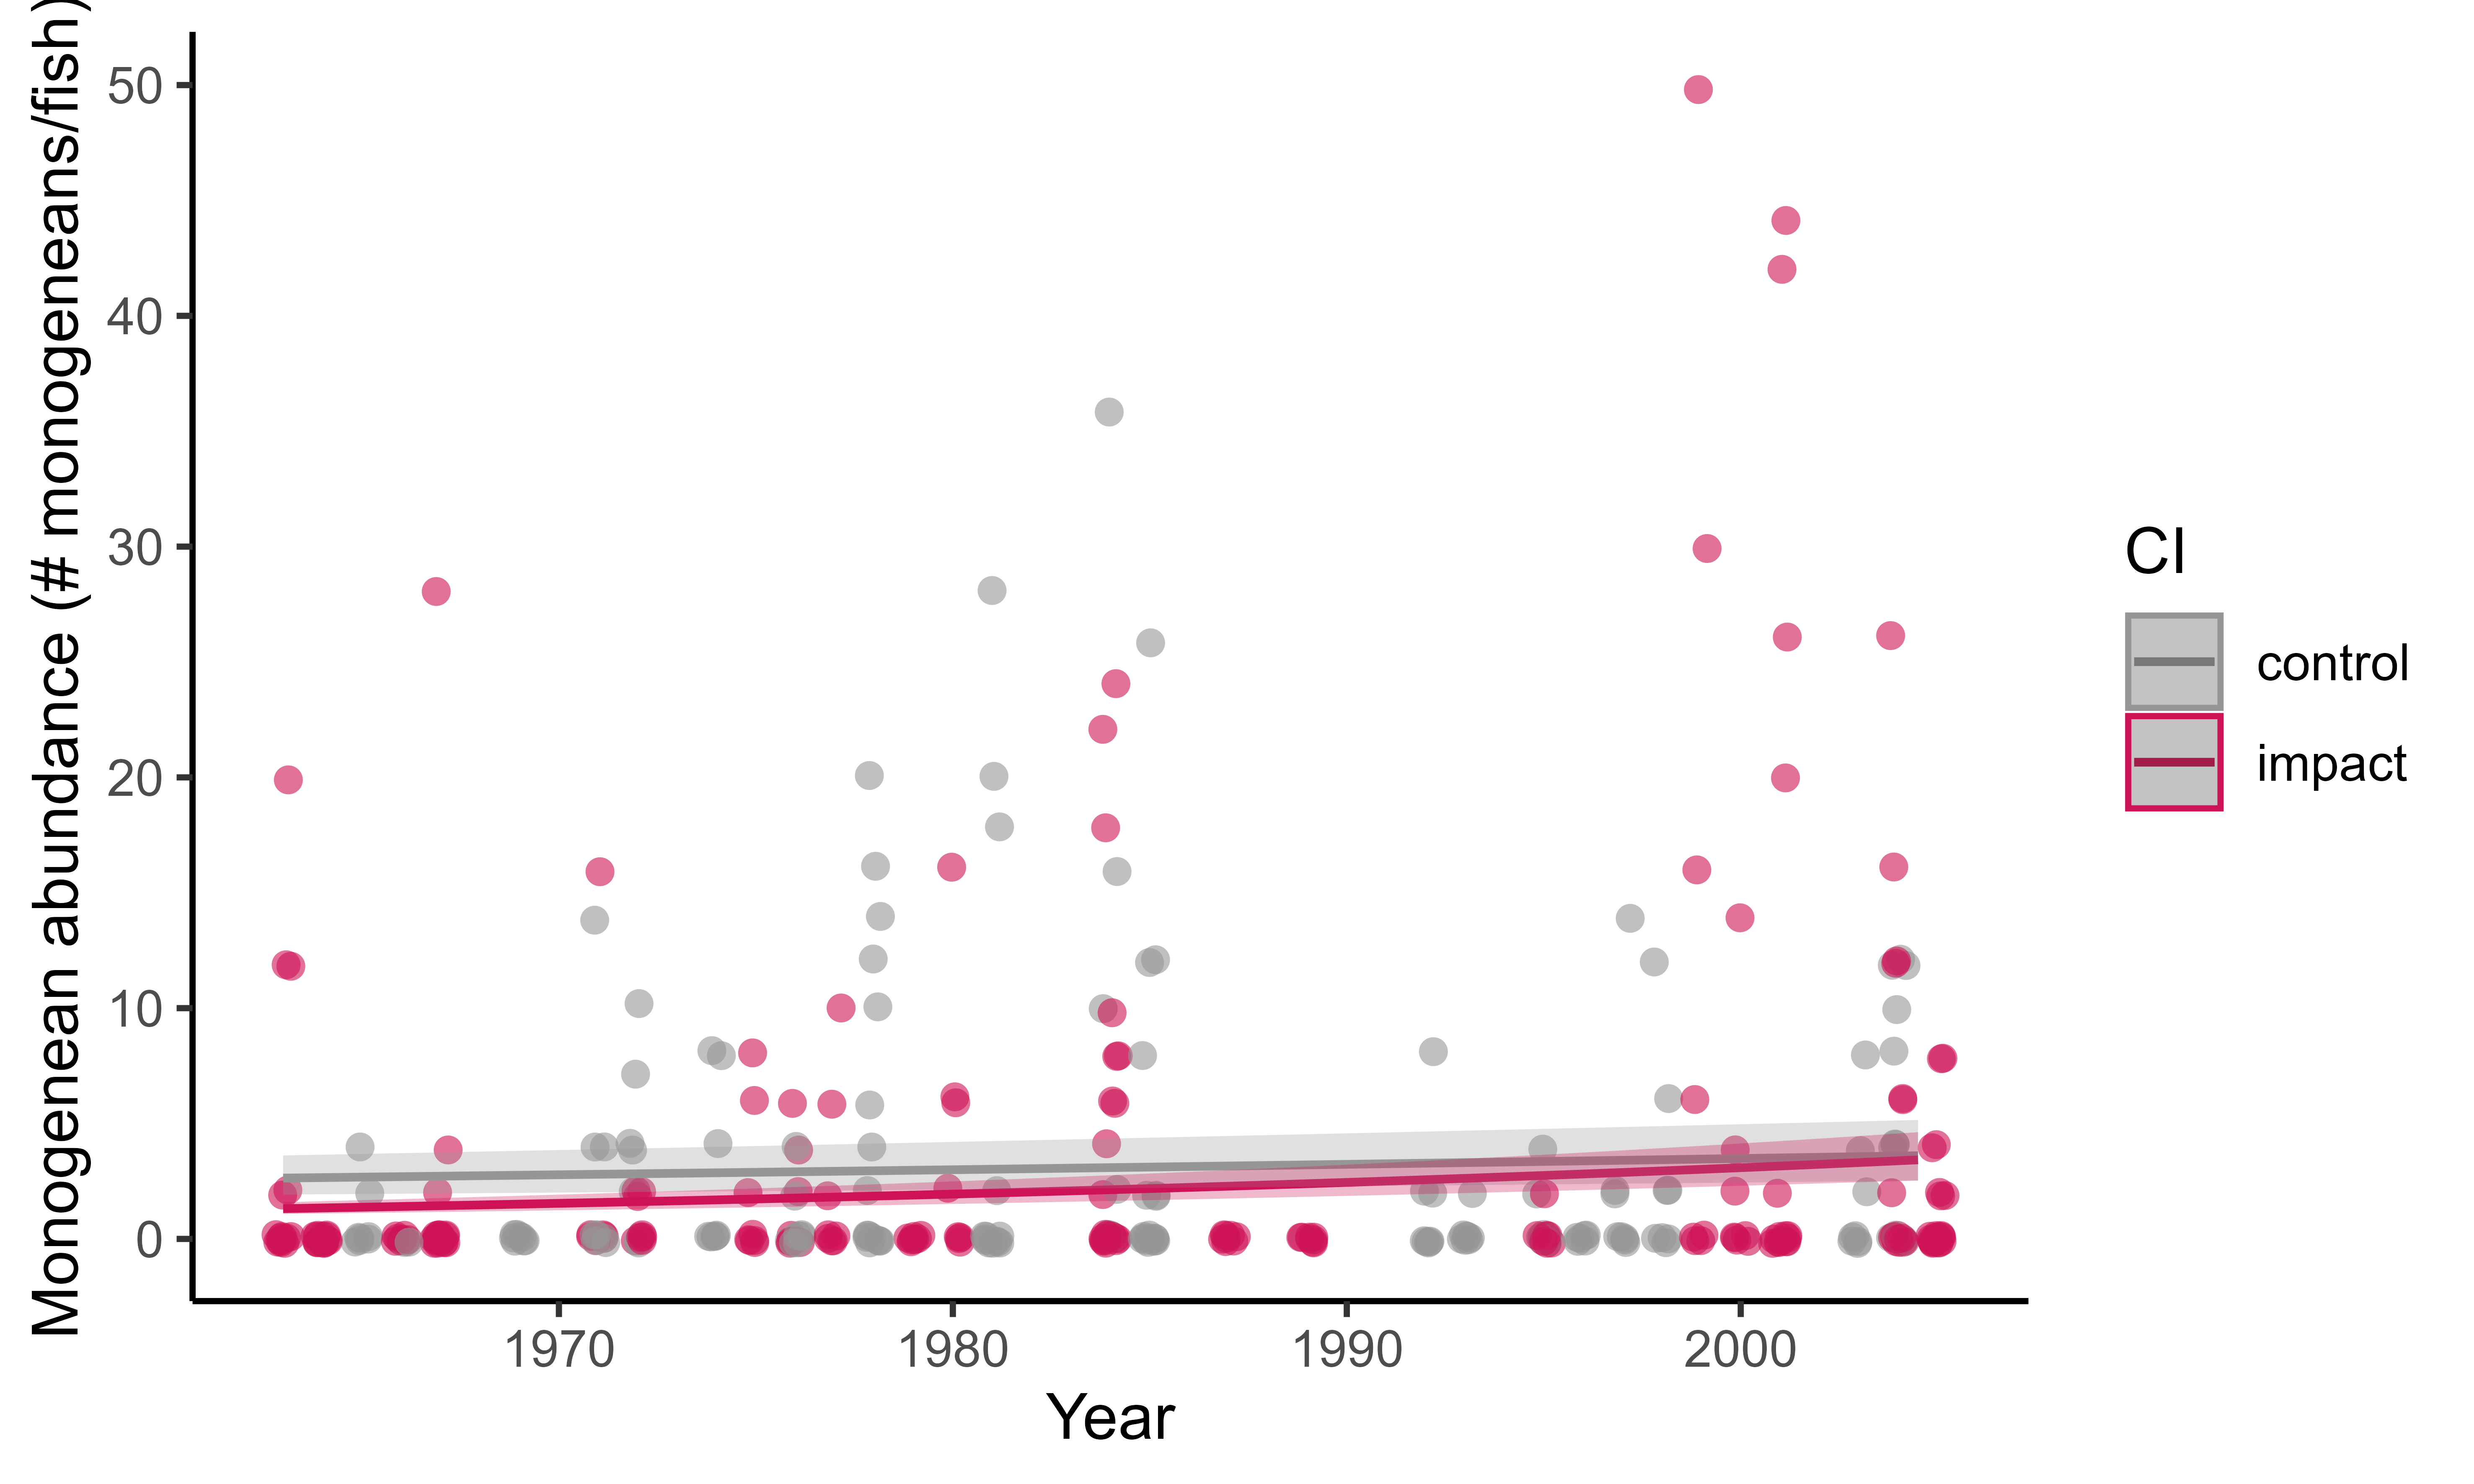 Monogenean abundance (# monogeneans/fish)
50
40
30
20
10
0
1970
1980
1990
2000
Year
CI
control
impact